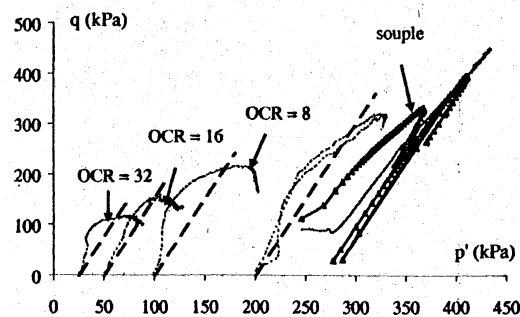 q (kPa)
500
400
300
200
100
0
souple
OCR = 8
OCR = 16
OCR = 32
p' (kPa)
0 50 100 150 200 250 300 350 400 450 500